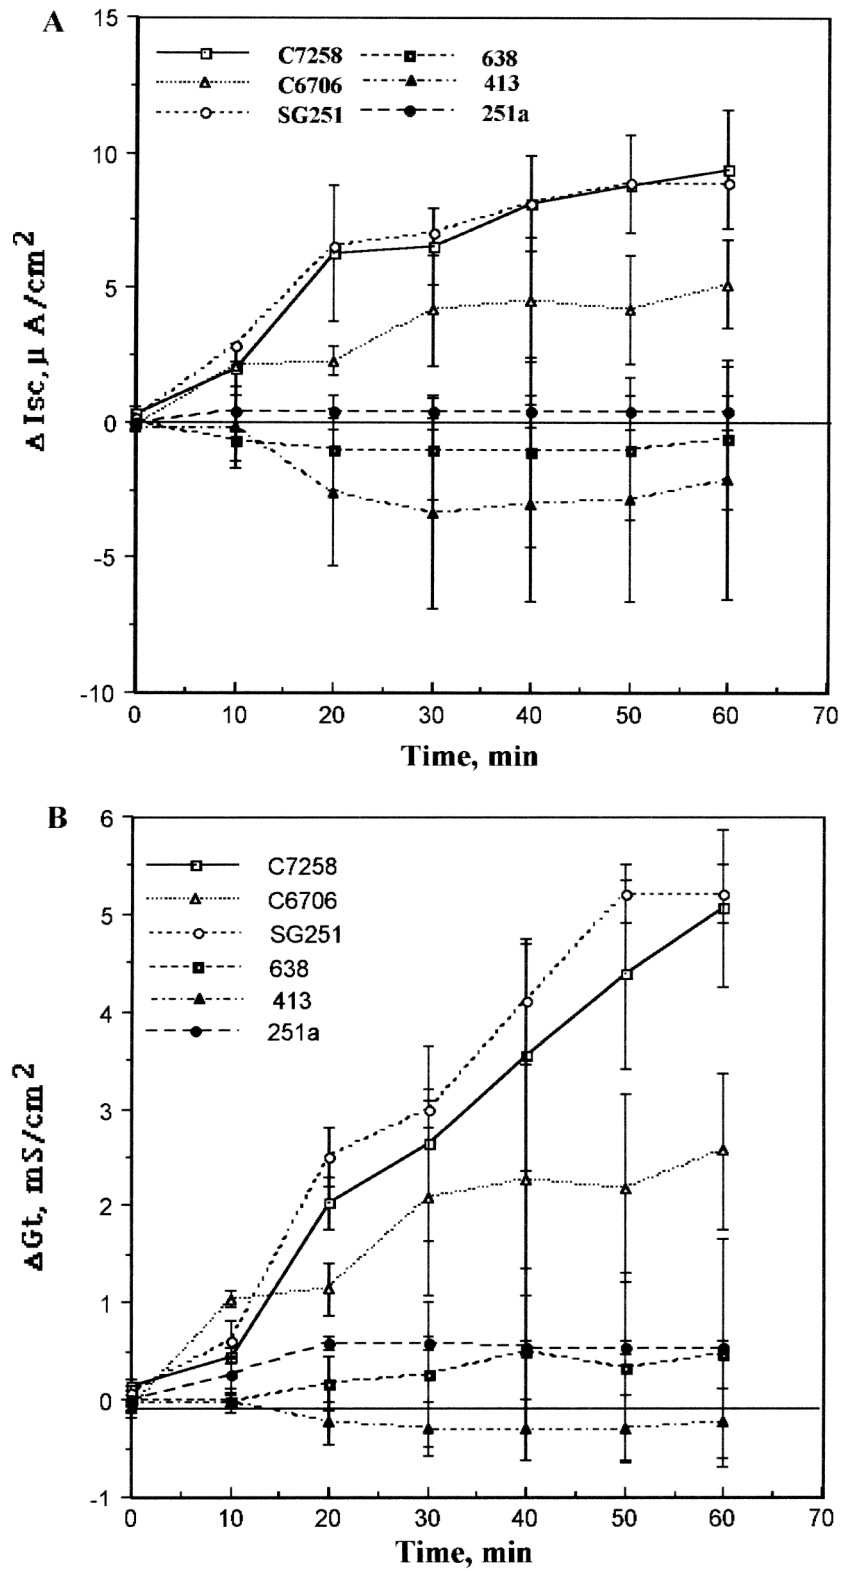 A
15
10
5
0
-5
-10
Δ Isc, μ A/cm2
C7258 638
C6706 413
SG251 251a
0 10 20 30 40 50 60 70
Time, min
B
6
5
4
3
2
1
0
-1
ΔGt, mS/cm2
C7258
C6706
SG251
638
413
251a
0 10 20 30 40 50 60 70
Time, min